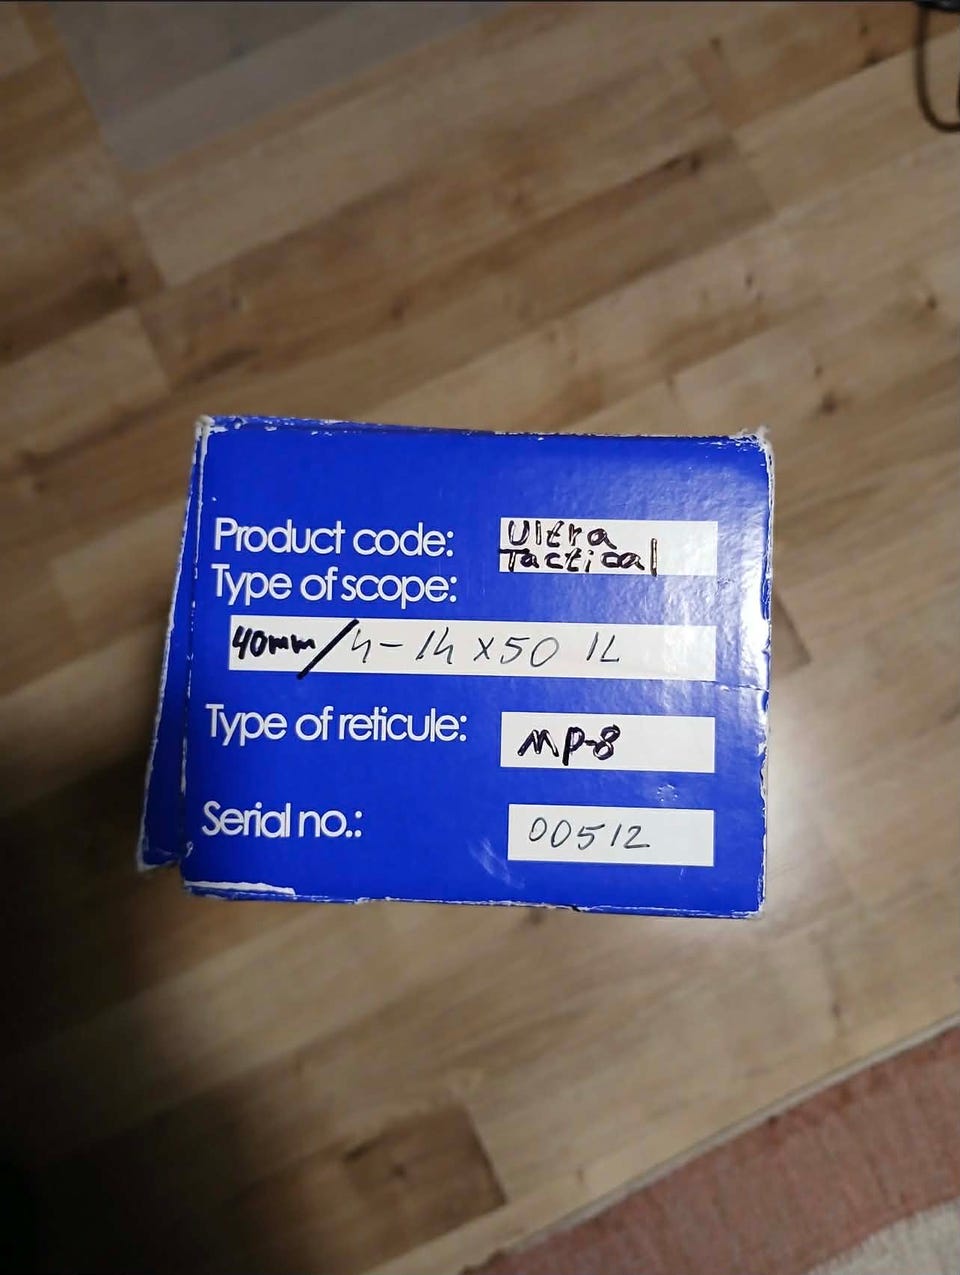 Product code: Ultra Tactical
Type of scope:
40mm/4-14x50 IL
Type of reticule: MP-8
Serial no.: 00512